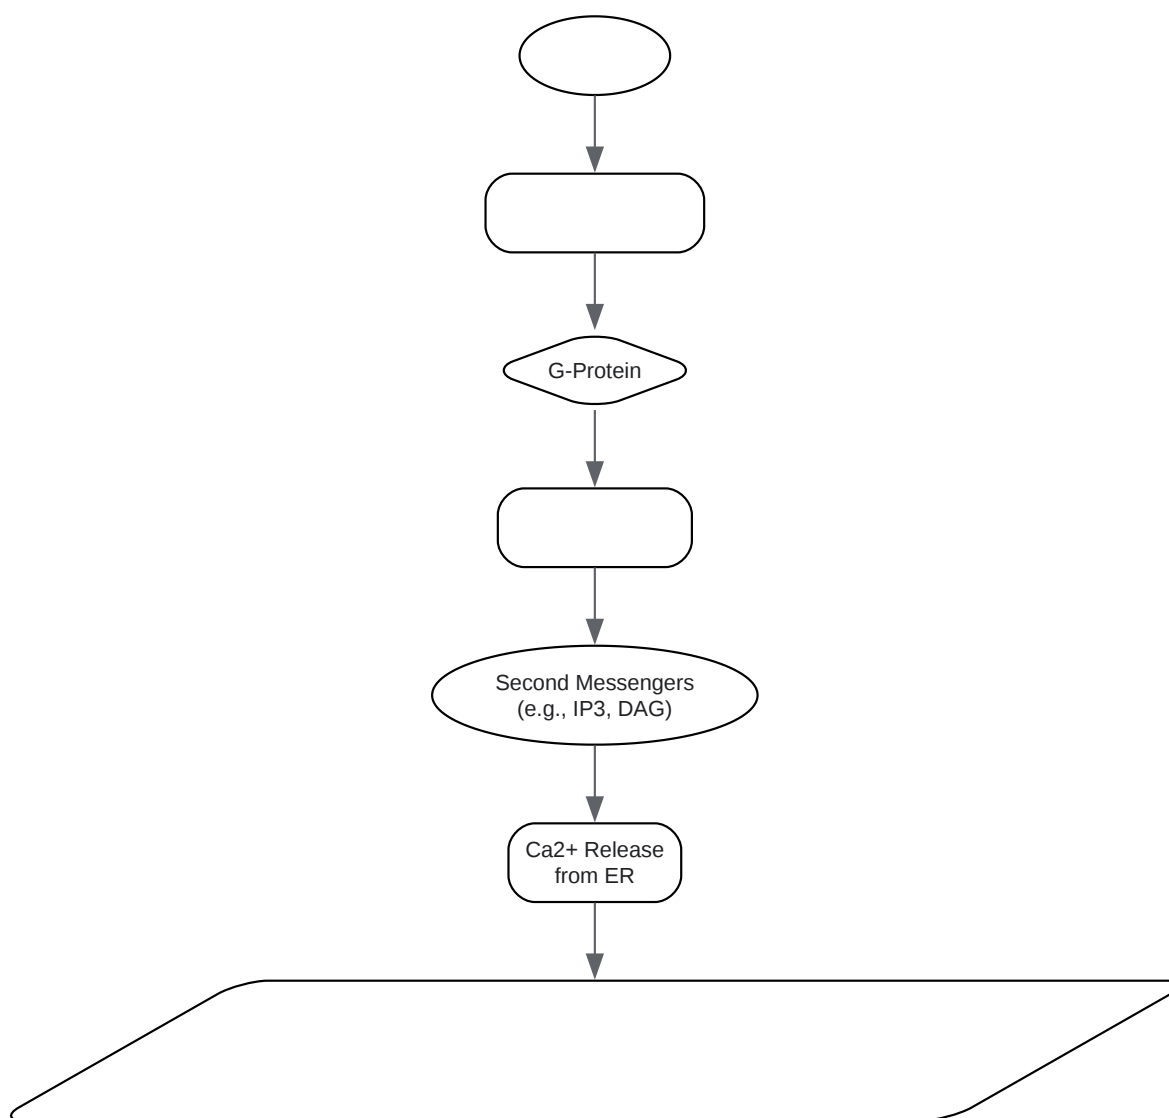 G-Protein
Second Messengers
(e.g., IP3, DAG)
Ca2+ Release
from ER